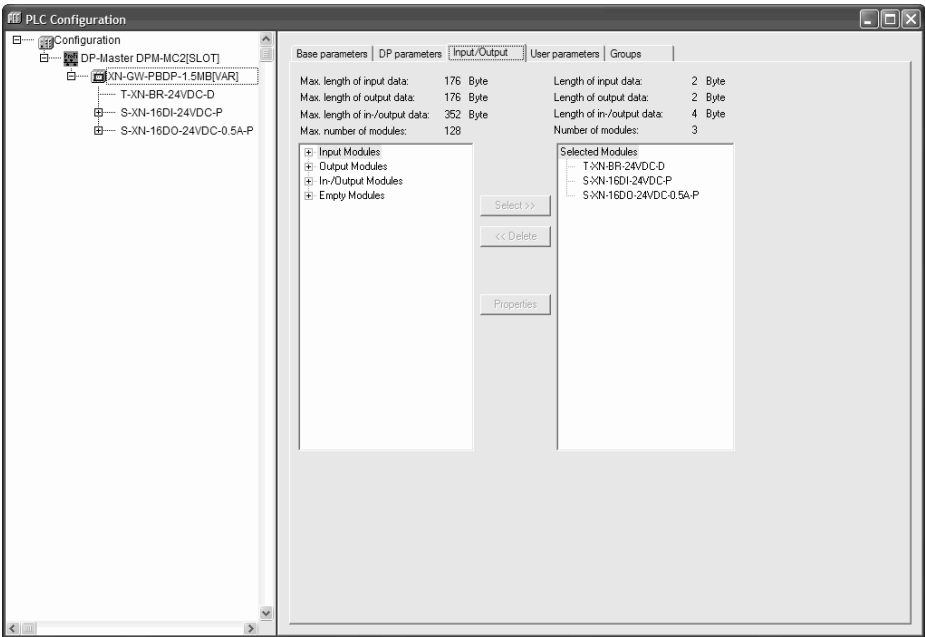 PLC Configuration
Configuration
DP-Master DPM-MC2[SLOT]
XN-GW-PBDP-1.5MB[VAR]
T-XN-BR-24VDC-D
S-XN-16DI-24VDC-P
S-XN-16DO-24VDC-0.5A-P
Base parameters DP parameters Input/Output User parameters Groups
Max. length of input data: 176 Byte Length of input data: 2 Byte
Max. length of output data: 176 Byte Length of output data: 2 Byte
Max. length of in-/output data: 352 Byte Length of in-/output data: 4 Byte
Max. number of modules: 128 Number of modules: 3
Input Modules
Output Modules
In-/Output Modules
Empty Modules
Select >>
<< Delete
Properties
Selected Modules
T-XN-BR-24VDC-D
S-XN-16DI-24VDC-P
S-XN-16DO-24VDC-0.5A-P